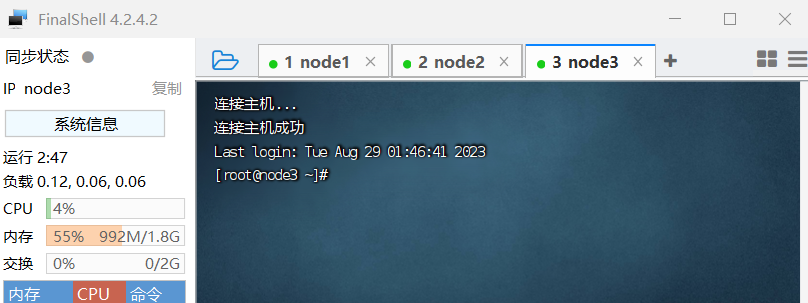 FinalShell 4.2.4.2
同步状态
IP node3 复制
系统信息
运行 2:47
负载 0.12, 0.06, 0.06
CPU 4%
内存 55% 992M/1.8G
交换 0% 0/2G
内存 CPU 命令
1 node1 2 node2 3 node3
连接主机...
连接主机成功
Last login: Tue Aug 29 01:46:41 2023
[root@node3 ~]#